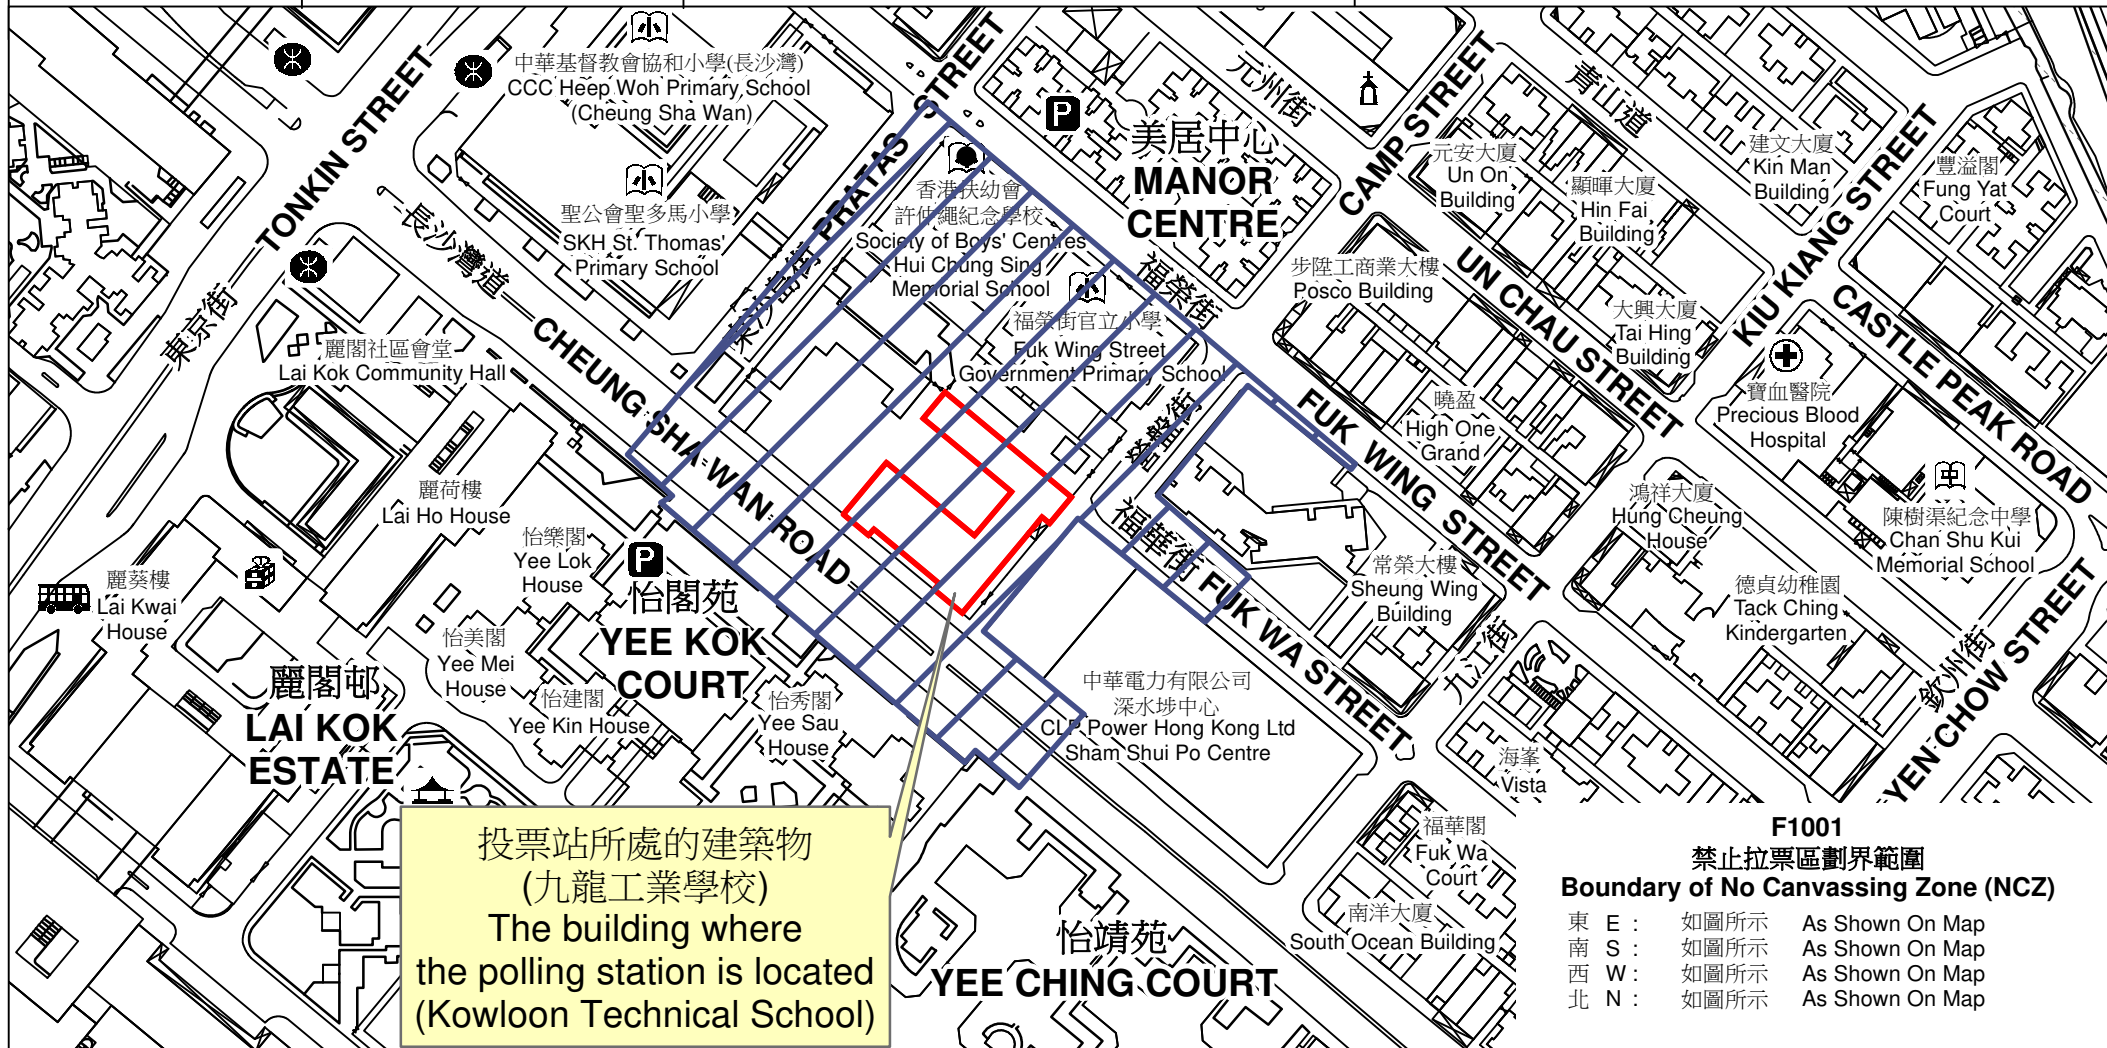 中華基督教會協和小學(長沙灣)
CCC Heep Woh Primary School
(Cheung Sha Wan)
聖公會聖多馬小學
SKH St. Thomas'
Primary School
TONKIN STREET
東京街
長沙灣道
CHEUNG SHA WAN ROAD
PRATAS STREET
東沙島街
香港扶幼會
許仲繩紀念學校
Society of Boys' Centres
Hui Chung Sing
Memorial School
福榮街官立小學
Fuk Wing Street
Government Primary School
美居中心
MANOR
CENTRE
元州街
福榮街
CAMP STREET
營盤街
青山道
元安大廈
Un On
Building
顯暉大廈
Hin Fai
Building
建文大廈
Kin Man
Building
豐溢閣
Fung Yat
Court
KIU KIANG STREET
步陞工商業大樓
Posco Building
UN CHAU STREET
大興大廈
Tai Hing
Building
CASTLE PEAK ROAD
寶血醫院
Precious Blood
Hospital
曉盈
High One
Grand
FUK WING STREET
鴻祥大廈
Hung Cheung
House
陳樹渠紀念中學
Chan Shu Kui
Memorial School
德貞幼稚園
Tack Ching
Kindergarten
欽州街
YEN CHOW STREET
常榮大樓
Sheung Wing
Building
九江街
福華街 FUK WA STREET
麗閣社區會堂
Lai Kok Community Hall
麗荷樓
Lai Ho House
怡樂閣
Yee Lok
House
P
P
怡閣苑
YEE KOK
COURT
麗葵樓
Lai Kwai
House
怡美閣
Yee Mei
House
怡建閣
Yee Kin House
怡秀閣
Yee Sau
House
麗閣邨
LAI KOK
ESTATE
中華電力有限公司
深水埗中心
CLP Power Hong Kong Ltd
Sham Shui Po Centre
海峯
Vista
福華閣
Fuk Wa
Court
南洋大廈
South Ocean Building
怡靖苑
YEE CHING COURT
投票站所處的建築物
(九龍工業學校)
The building where
the polling station is located
(Kowloon Technical School)
F1001
禁止拉票區劃界範圍
Boundary of No Canvassing Zone (NCZ)
東 E : 如圖所示 As Shown On Map
南 S : 如圖所示 As Shown On Map
西 W : 如圖所示 As Shown On Map
北 N : 如圖所示 As Shown On Map